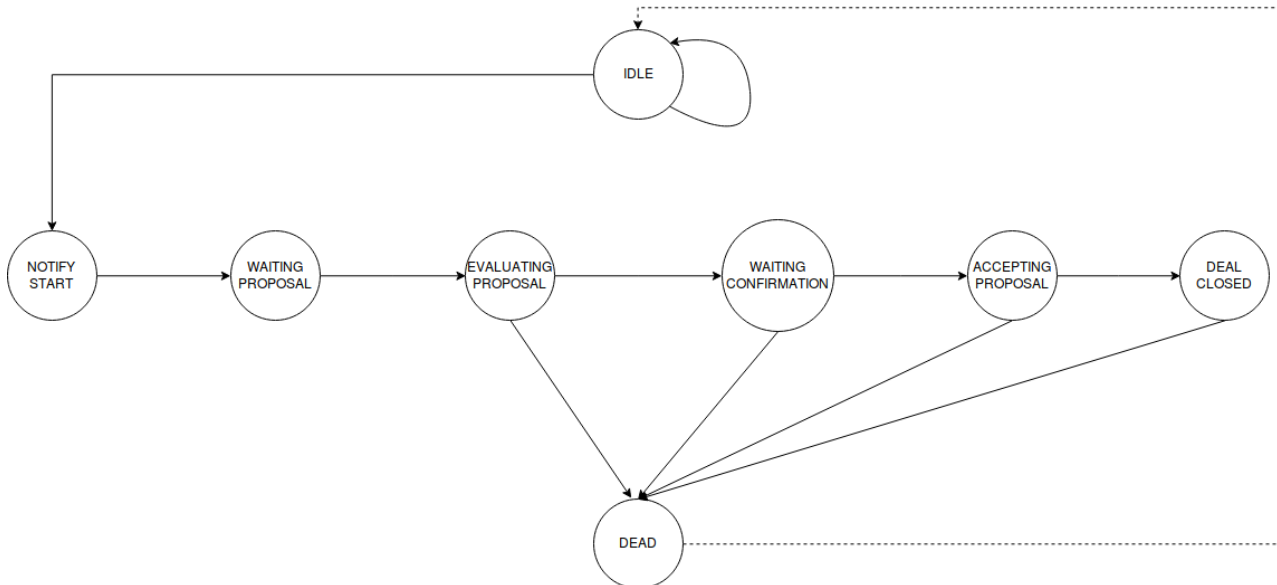 IDLE
NOTIFY
START
WAITING
PROPOSAL
EVALUATING
PROPOSAL
WAITING
CONFIRMATION
ACCEPTING
PROPOSAL
DEAL
CLOSED
DEAD